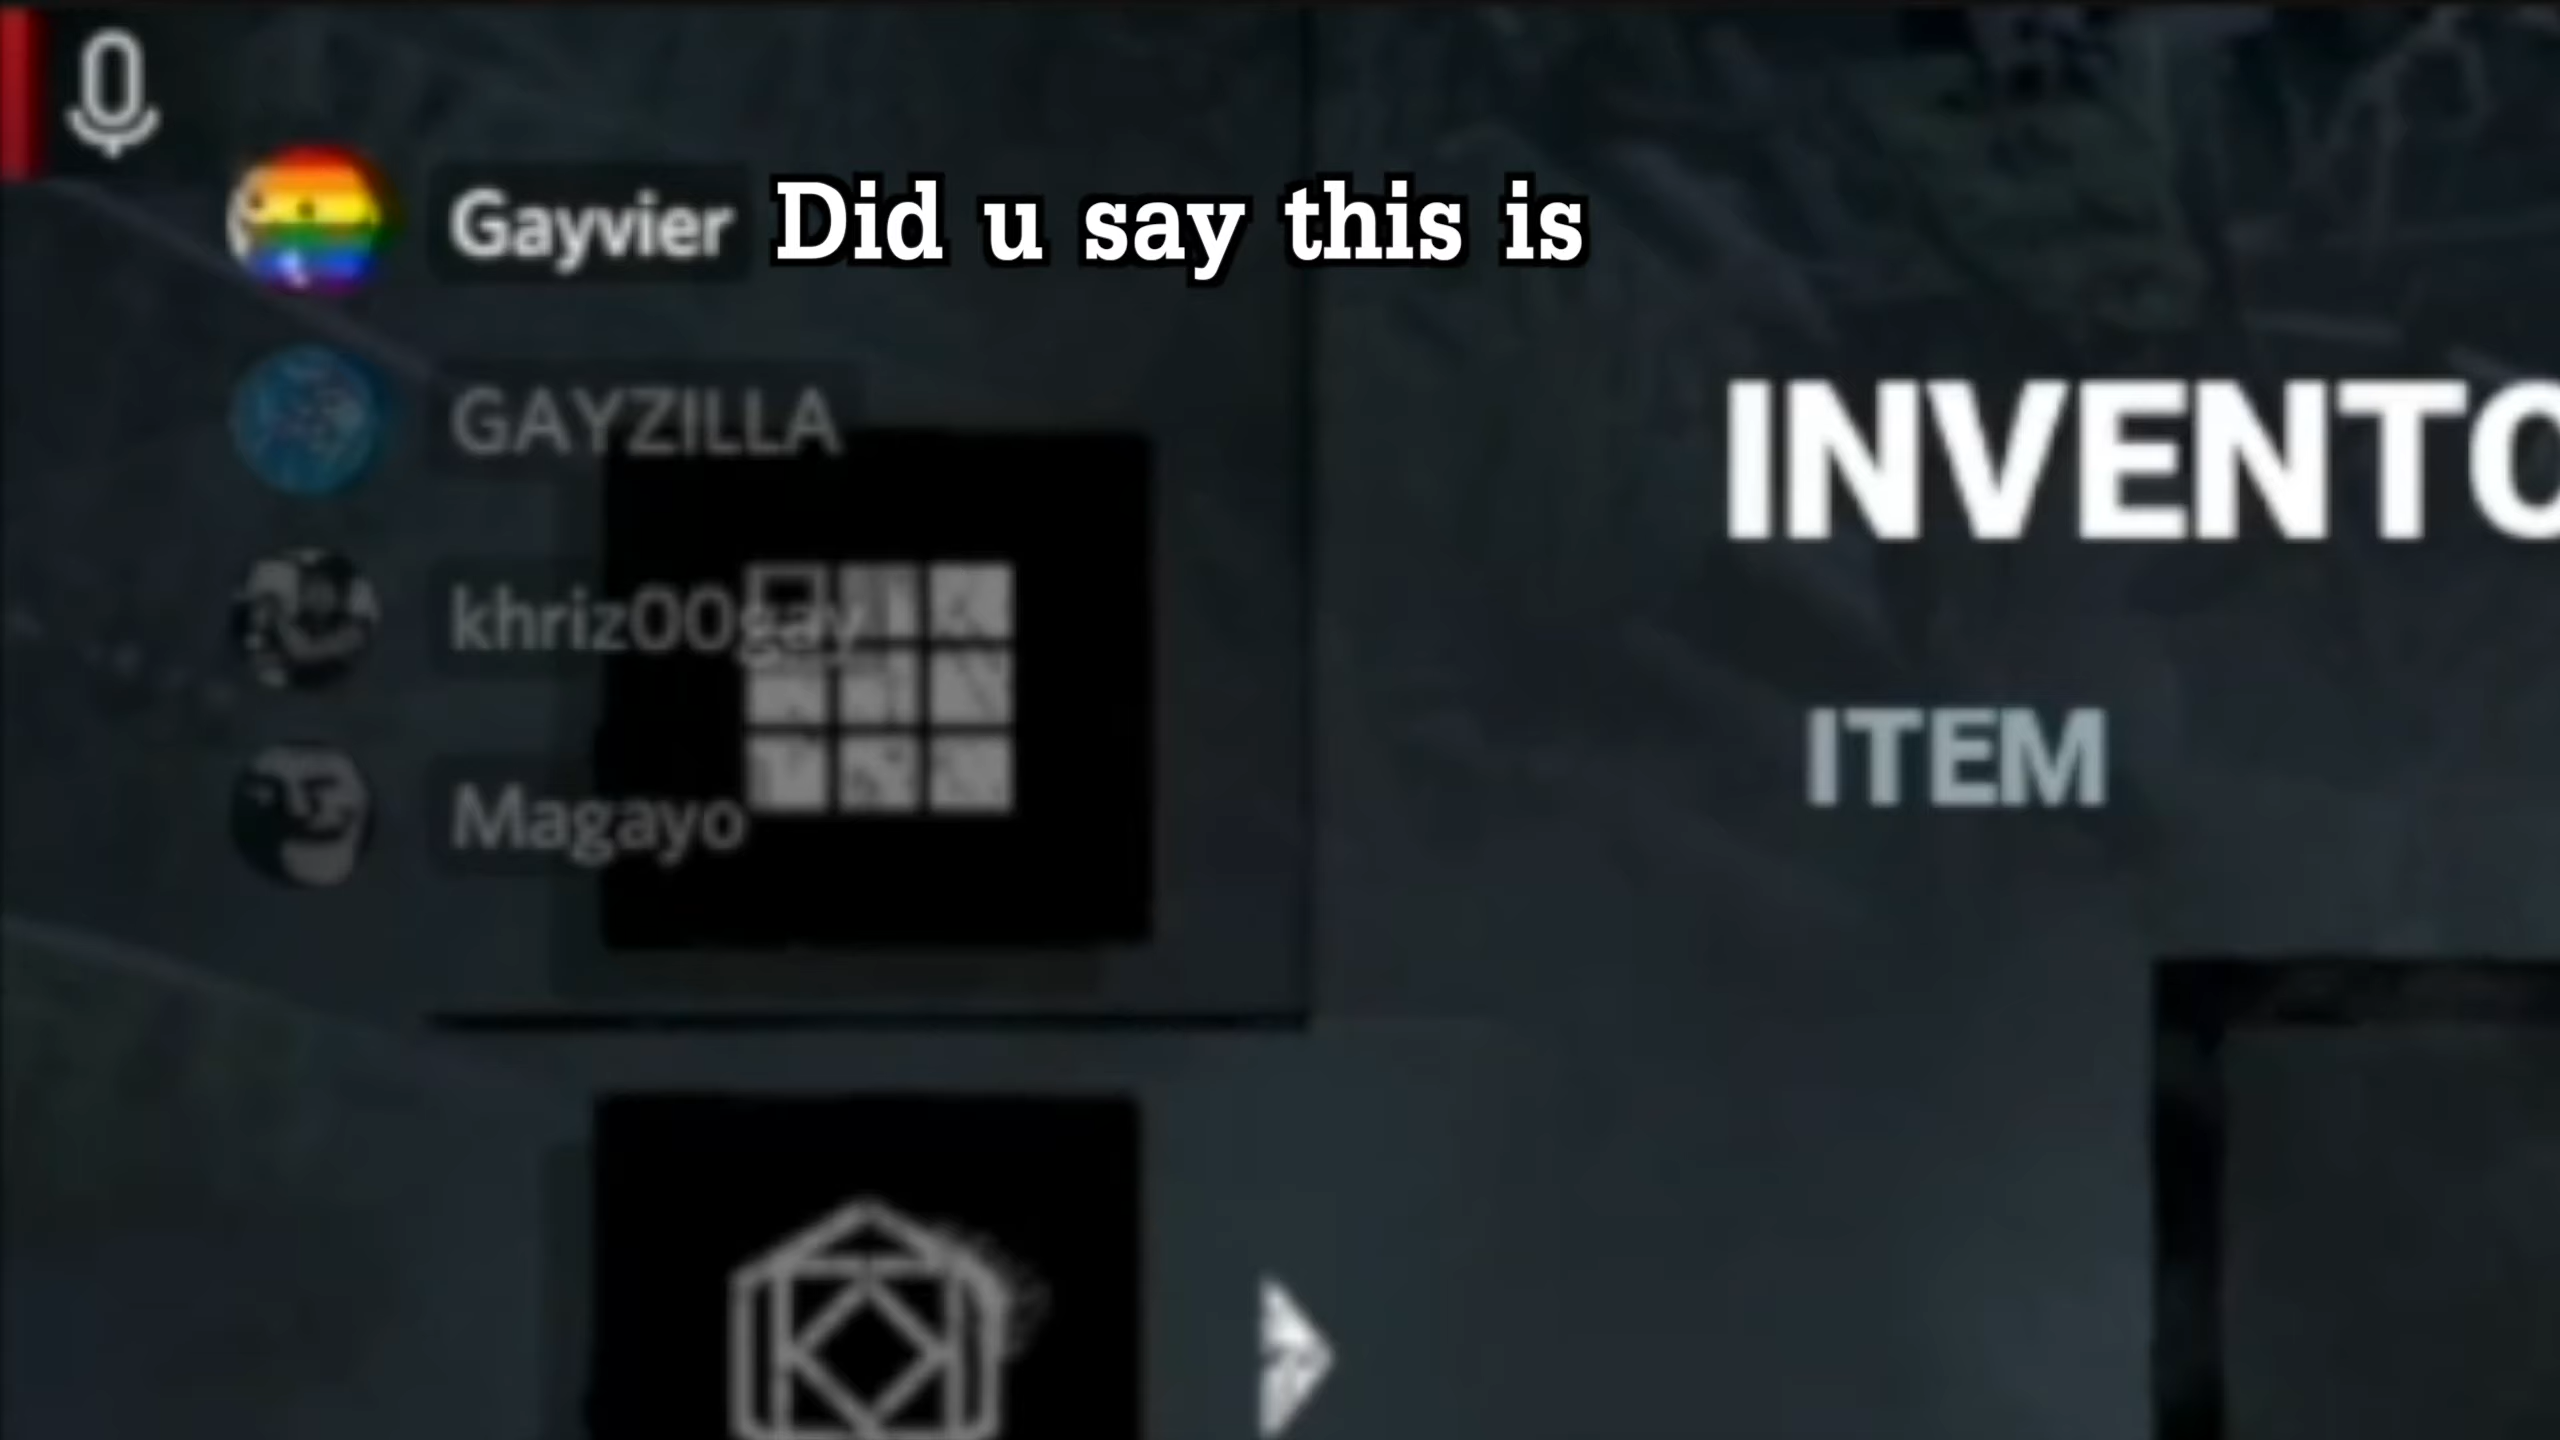 Gayvier Did u say this is
GAYZILLA
INVENTO
khriz00gay
ITEM
Magayo